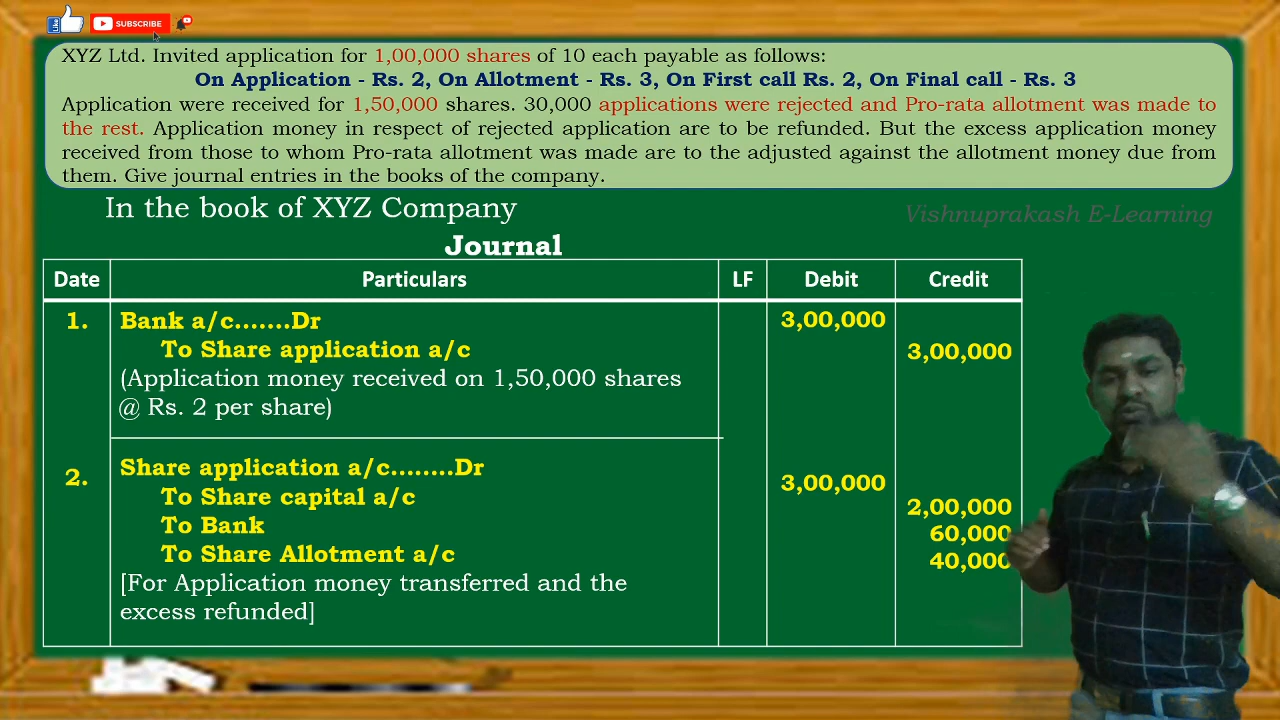 Like
SUBSCRIBE
XYZ Ltd. Invited application for 1,00,000 shares of 10 each payable as follows:
On Application - Rs. 2, On Allotment - Rs. 3, On First call Rs. 2, On Final call - Rs. 3
Application were received for 1,50,000 shares. 30,000 applications were rejected and Pro-rata allotment was made to
the rest. Application money in respect of rejected application are to be refunded. But the excess application money
received from those to whom Pro-rata allotment was made are to the adjusted against the allotment money due from
them. Give journal entries in the books of the company.
In the book of XYZ Company
Vishnuprakash E-Learning
Journal
Date Particulars LF Debit Credit
1. Bank a/c.......Dr 3,00,000
To Share application a/c 3,00,000
(Application money received on 1,50,000 shares
@ Rs. 2 per share)
2. Share application a/c........Dr 3,00,000
To Share capital a/c 2,00,000
To Bank 60,000
To Share Allotment a/c 40,000
[For Application money transferred and the
excess refunded]